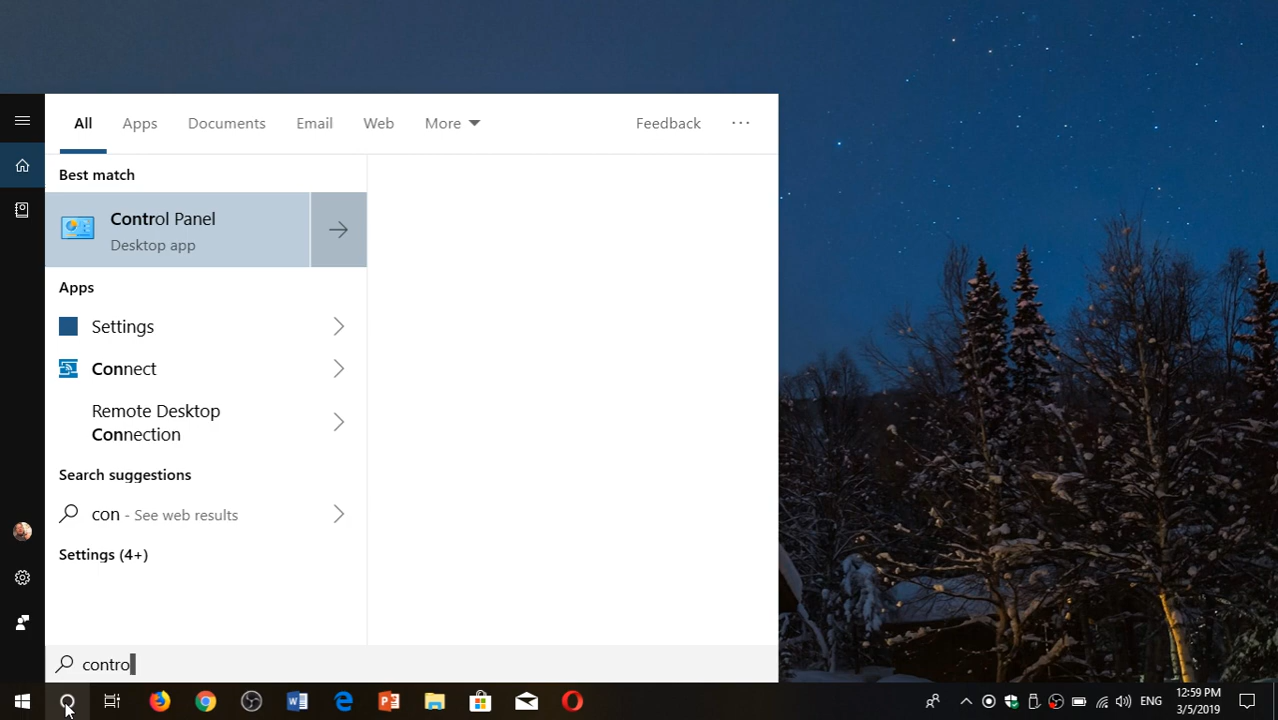 All Apps Documents Email Web More Feedback ...
Best match
Control Panel
Desktop app
Apps
Settings
Connect
Remote Desktop
Connection
Search suggestions
con - See web results
Settings (4+)
contro
ENG
12:59 PM
3/5/2019